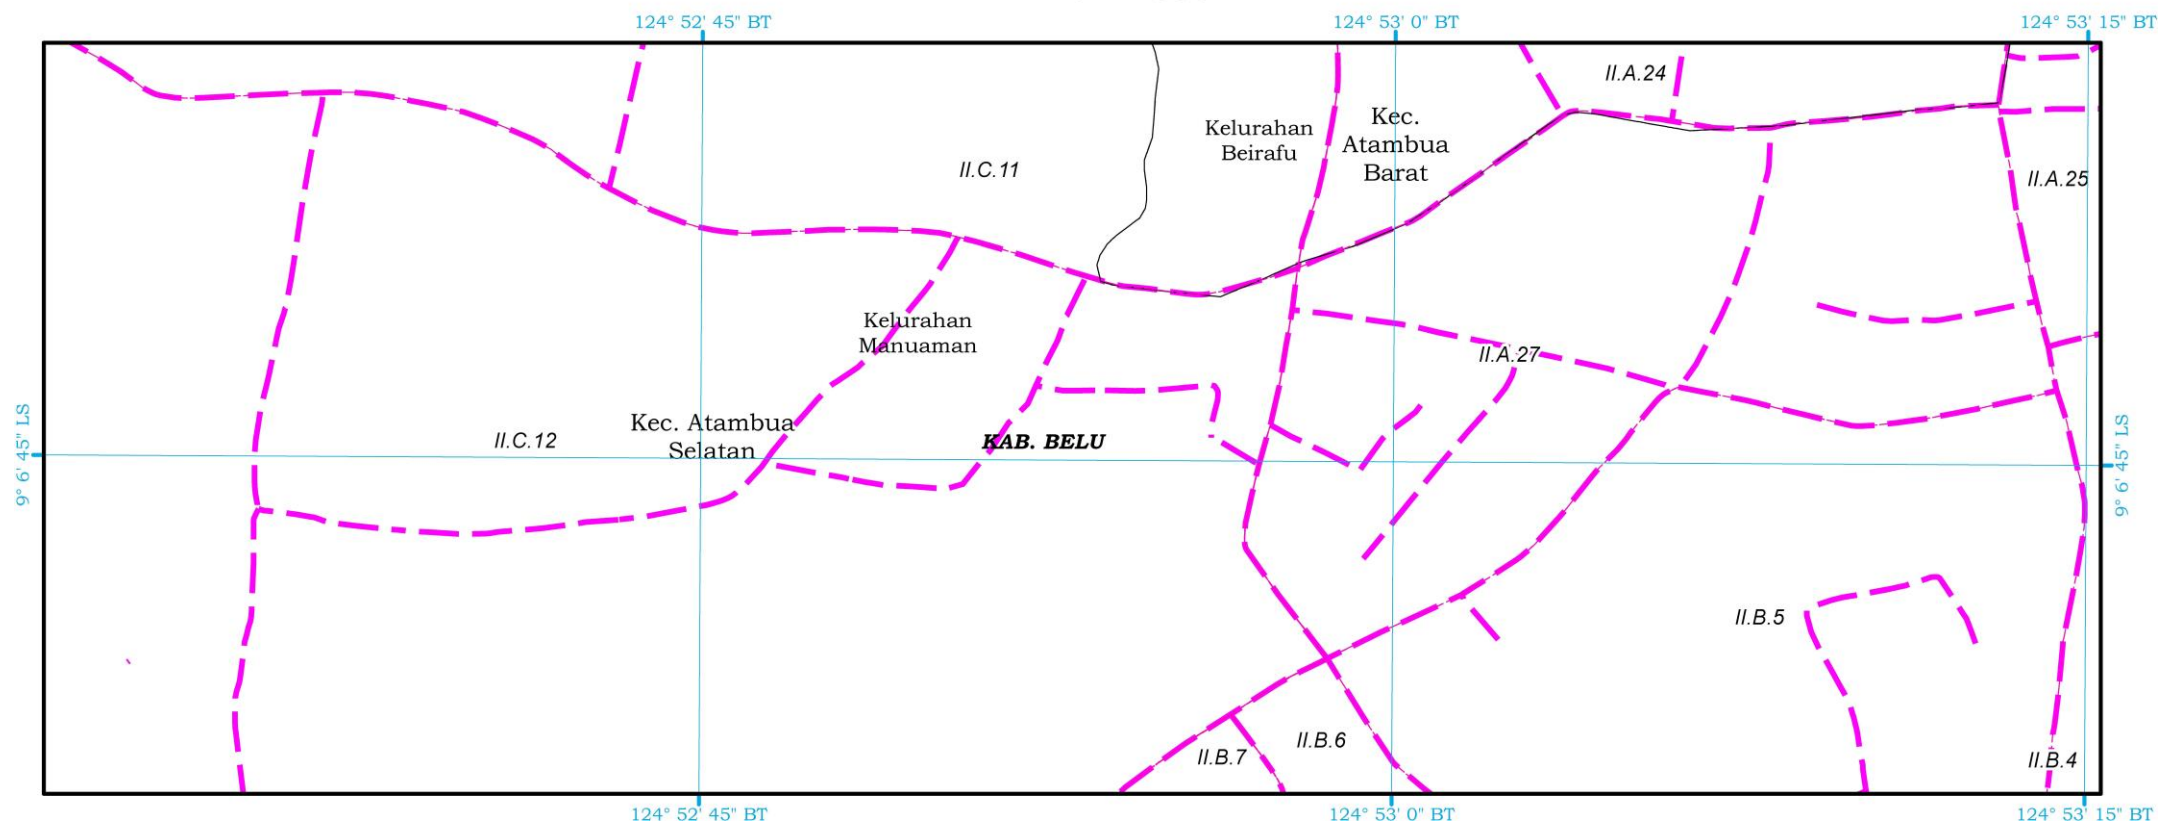 124° 52' 45" BT
124° 53' 0" BT
124° 53' 15" BT
II.A.24
Kelurahan
Beirafu
Kec.
Atambua
Barat
II.C.11
II.A.25
Kelurahan
Manuaman
II.A.27
Kec. Atambua
Selatan
II.C.12
KAB. BELU
9° 6' 45" LS
9° 6' 45" LS
II.B.5
II.B.6
II.B.7
II.B.4
124° 52' 45" BT
124° 53' 0" BT
124° 53' 15" BT